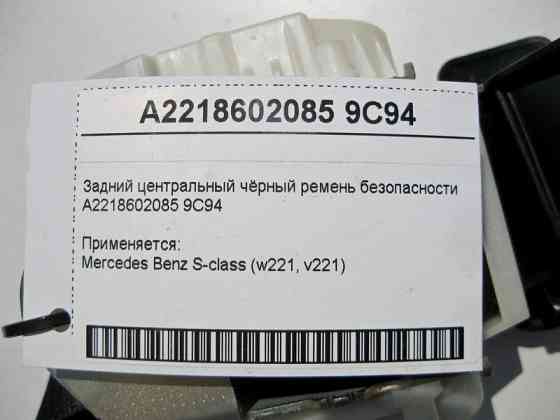 A2218602085 9C94
Задний центральный чёрный ремень безопасности
A2218602085 9C94
Применяется:
Mercedes Benz S-class (w221, v221)